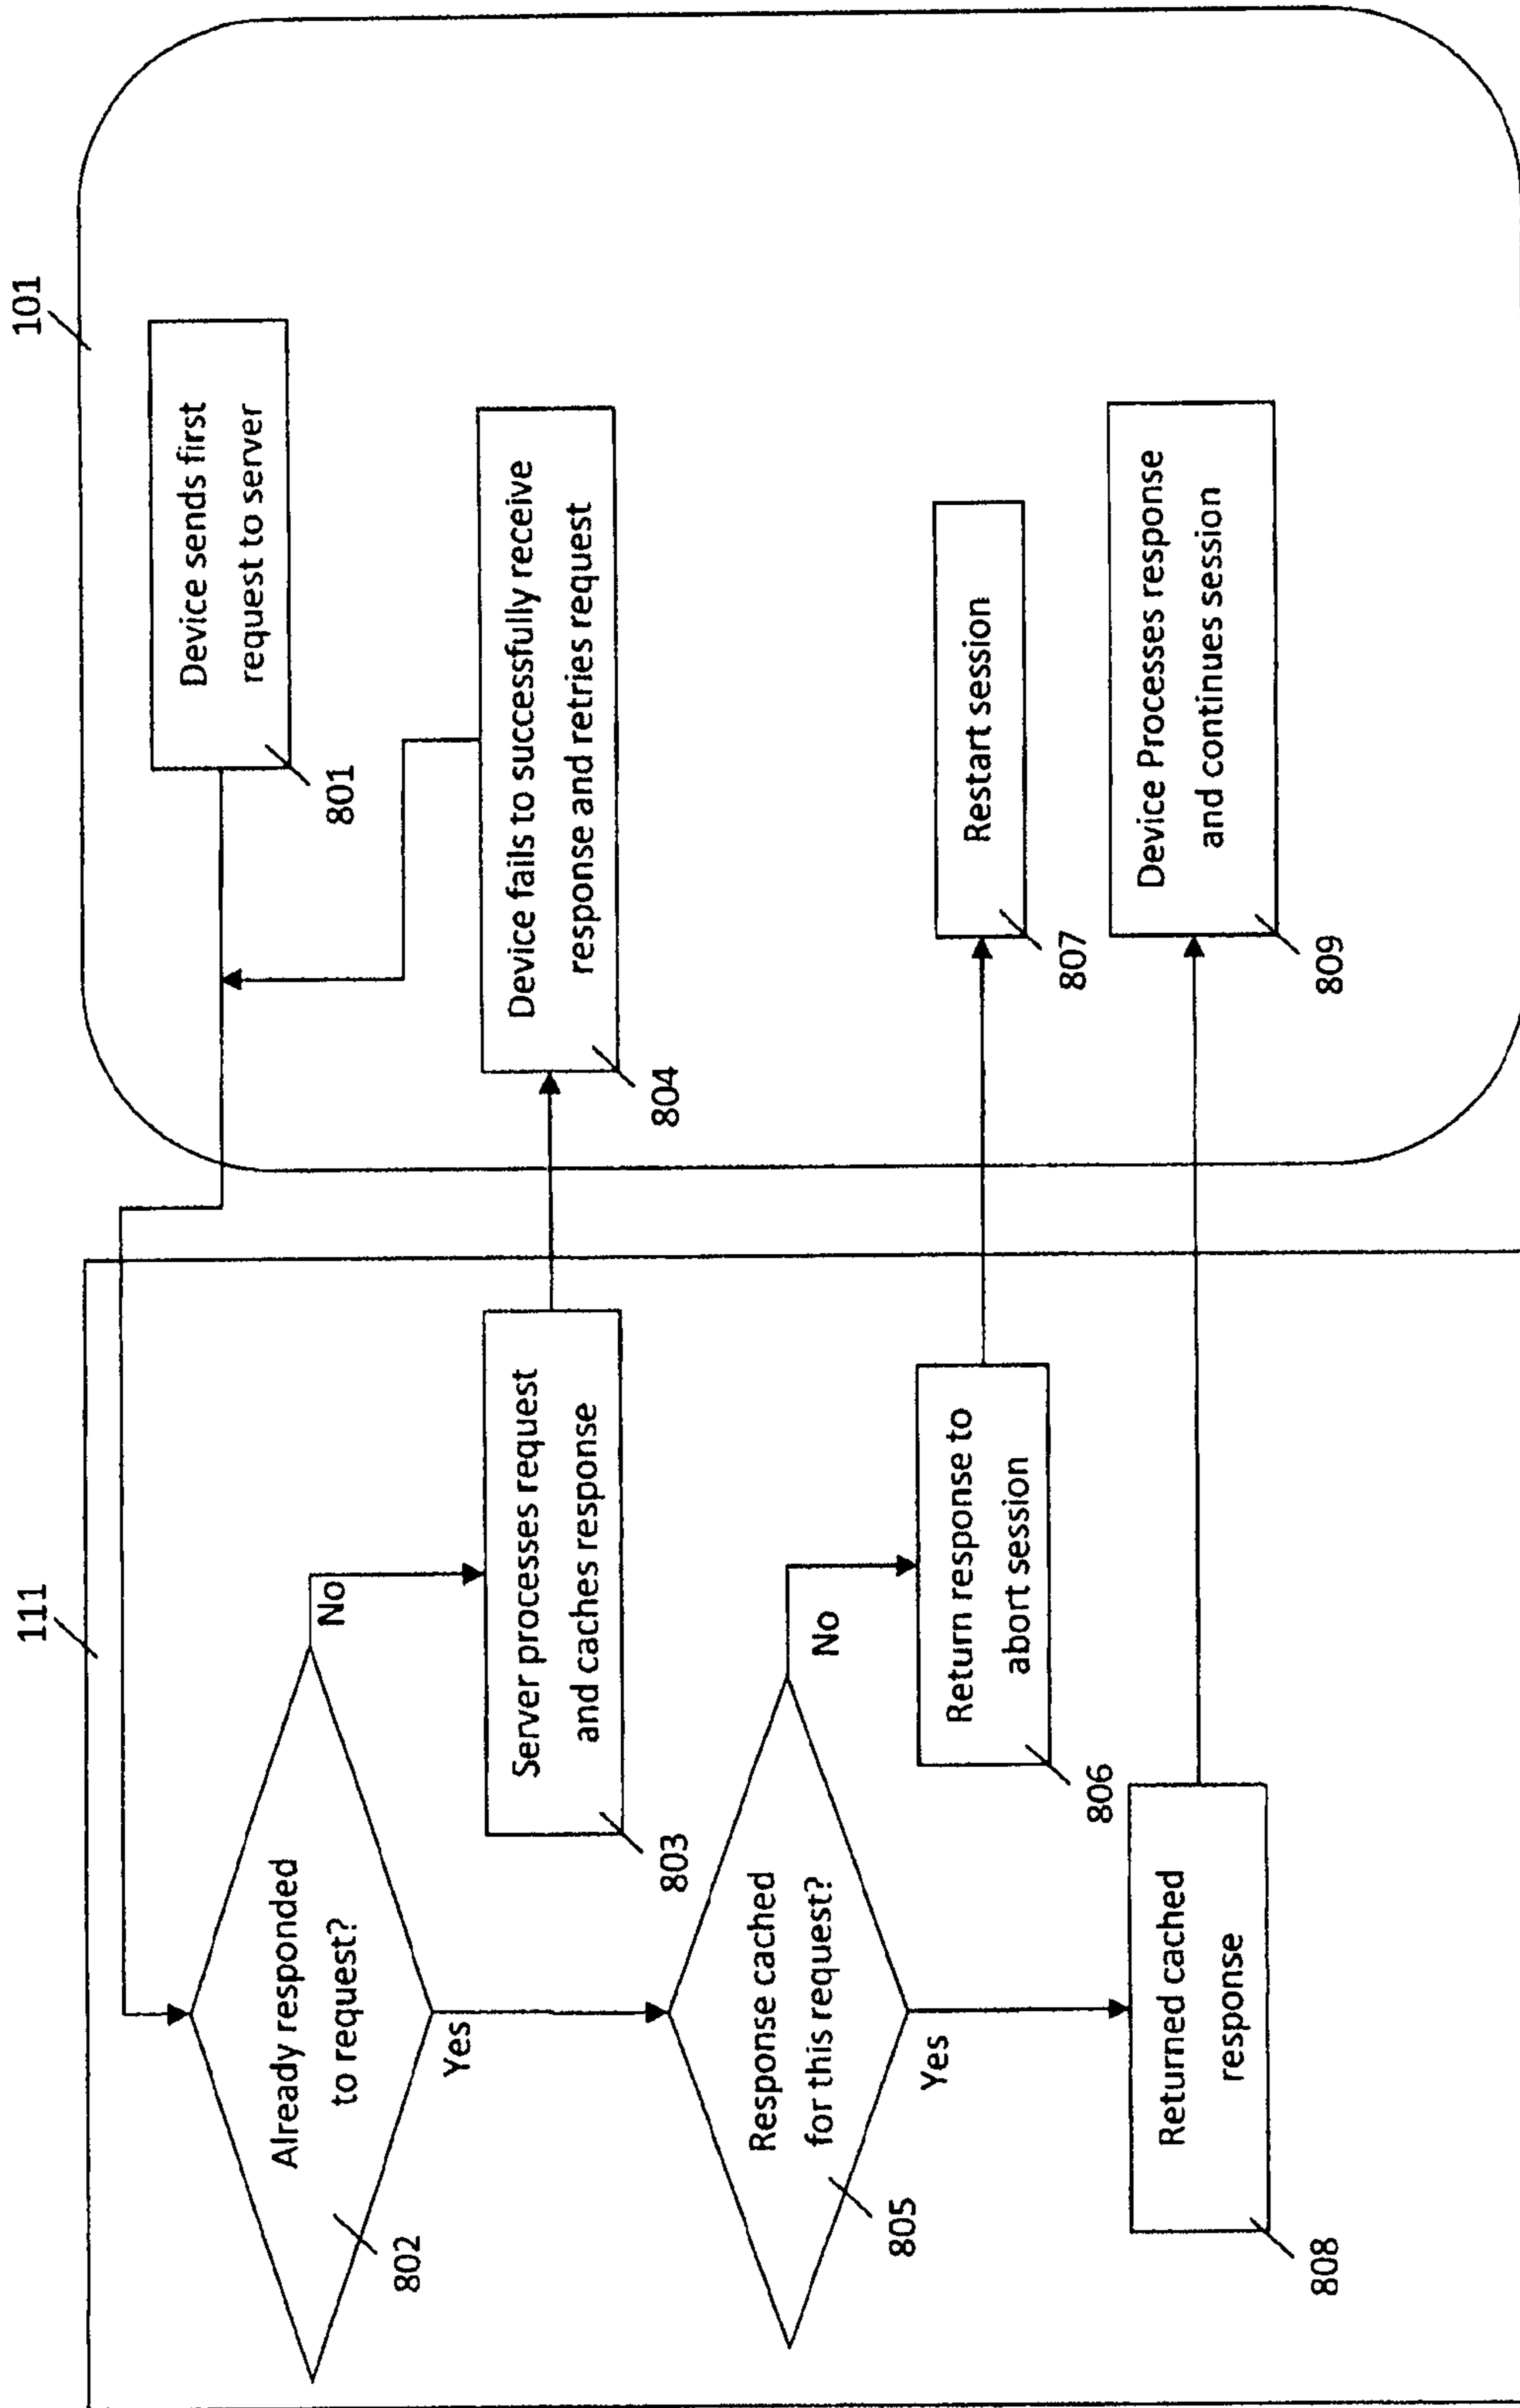 111
101
Device sends first
request to server
801
Already responded
to request?
802
No
Yes
Server processes request
and caches response
803
Device fails to successfully receive
response and retries request
804
Response cached
for this request?
805
No
Yes
Return response to
abort session
806
Restart session
807
Returned cached
response
808
Device Processes response
and continues session
809